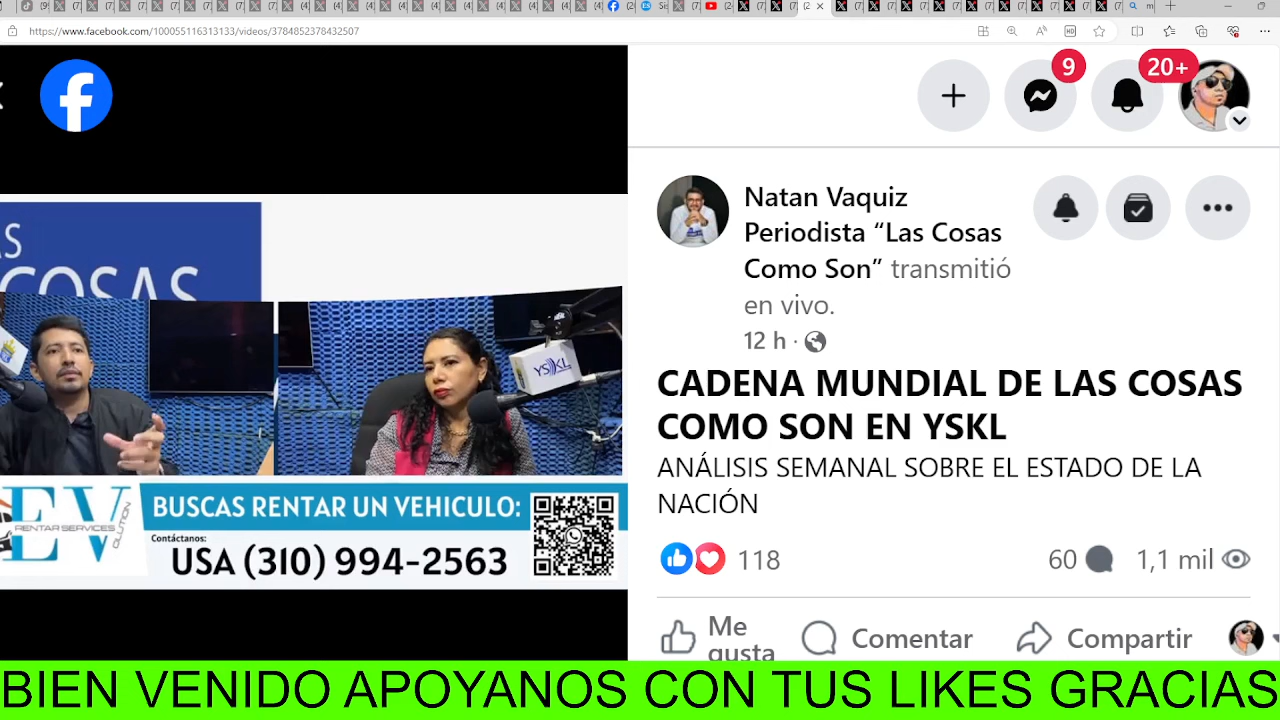 https://www.facebook.com/100055116313133/videos/3784852378432507
9
20+
Natan Vaquiz
Periodista “Las Cosas
Como Son” transmitió
en vivo.
12 h ·
CADENA MUNDIAL DE LAS COSAS
COMO SON EN YSKL
ANÁLISIS SEMANAL SOBRE EL ESTADO DE LA
NACIÓN
118
60
1,1 mil
Me
gusta
Comentar
Compartir
AS
COSAS
YSKL
EV
RENTAR SERVICES
OLUTION
BUSCAS RENTAR UN VEHICULO:
Contáctanos:
USA (310) 994-2563
BIEN VENIDO APOYANOS CON TUS LIKES GRACIAS